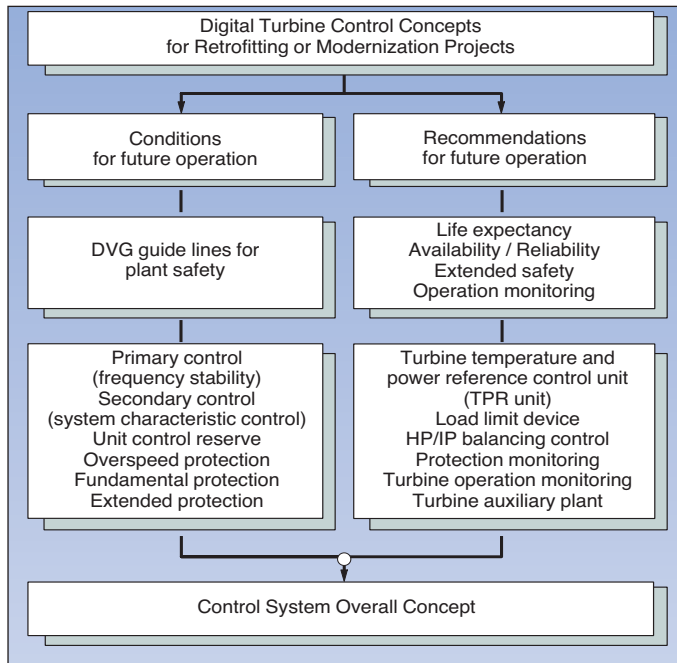 Digital Turbine Control Concepts
for Retrofitting or Modernization Projects
Conditions
for future operation
Recommendations
for future operation
DVG guide lines for
plant safety
Life expectancy
Availability / Reliability
Extended safety
Operation monitoring
Primary control
(frequency stability)
Secondary control
(system characteristic control)
Unit control reserve
Overspeed protection
Fundamental protection
Extended protection
Turbine temperature and
power reference control unit
(TPR unit)
Load limit device
HP/IP balancing control
Protection monitoring
Turbine operation monitoring
Turbine auxiliary plant
Control System Overall Concept